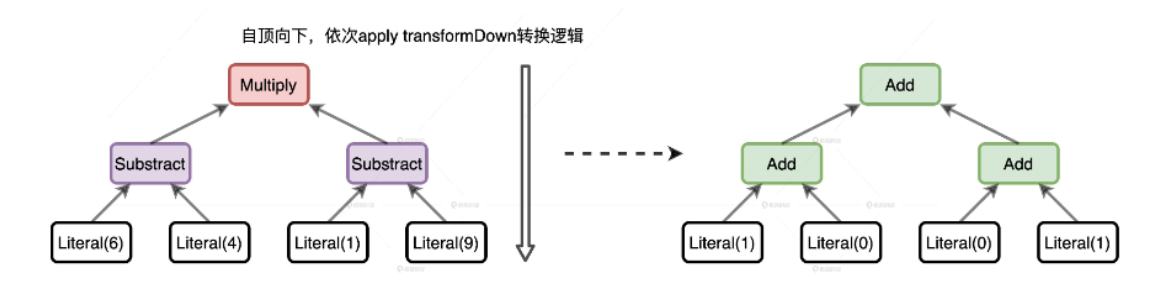 自顶向下，依次apply transformDown转换逻辑
Multiply
Add
Substract
Substract
Add
Add
Literal(6)
Literal(4)
Literal(1)
Literal(9)
Literal(1)
Literal(0)
Literal(0)
Literal(1)